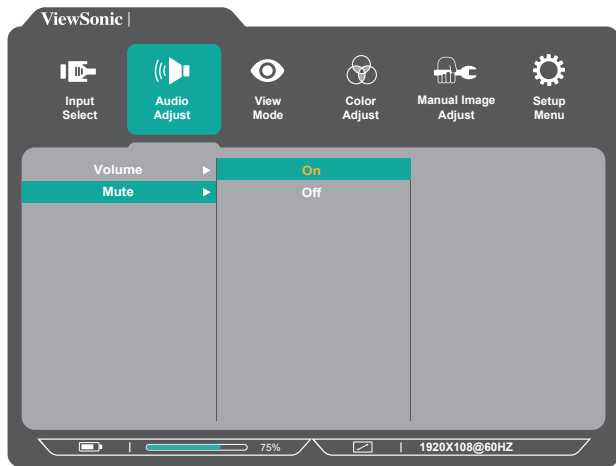 ViewSonic |
Input
Select
Audio
Adjust
View
Mode
Color
Adjust
Manual Image
Adjust
Setup
Menu
Volume
On
Mute
Off
75%
1920X108@60HZ